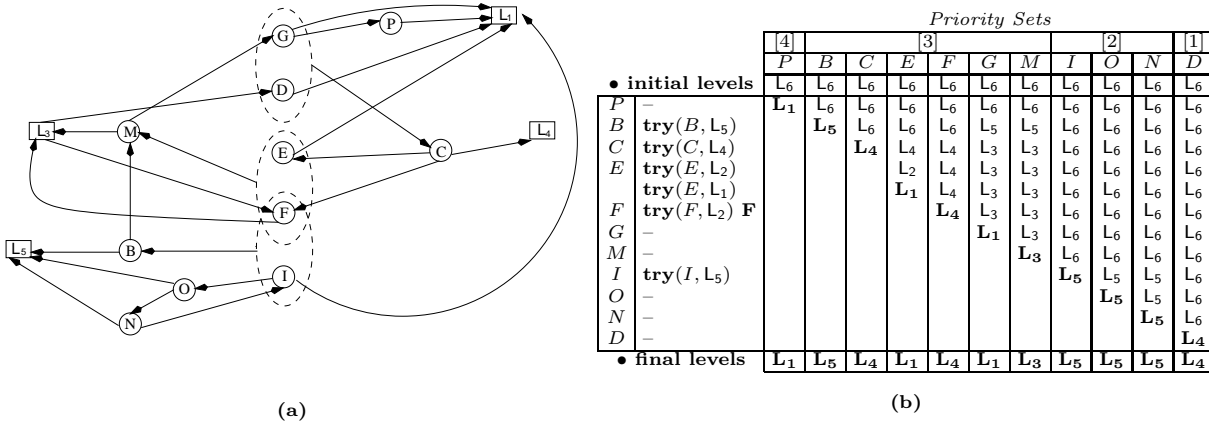 G
P
L1
D
L3
M
E
C
L4
F
L5
B
O
I
N
(a)
Priority Sets
[4] [3] [2] [1]
P B C E F G M I O N D
• initial levels L6 L6 L6 L6 L6 L6 L6 L6 L6 L6 L6
P – L1 L6 L6 L6 L6 L6 L6 L6 L6 L6 L6
B try(B, L5) L5 L6 L6 L6 L5 L5 L6 L6 L6 L6
C try(C, L4) L4 L4 L4 L3 L3 L6 L6 L6 L6
E try(E, L2) L2 L4 L3 L3 L6 L6 L6 L6
try(E, L1) L1 L4 L3 L3 L6 L6 L6 L6
F try(F, L2) F L4 L3 L3 L6 L6 L6 L6
G – L1 L3 L6 L6 L6 L6
M – L3 L6 L6 L6 L6
I try(I, L5) L5 L5 L5 L6
O – L5 L5 L6
N – L5 L6
D – L4
• final levels L1 L5 L4 L1 L4 L1 L3 L5 L5 L5 L4
(b)